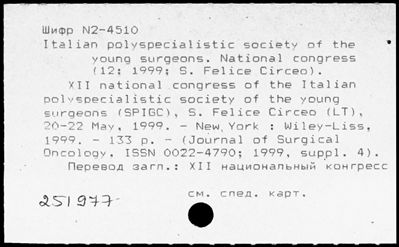 Шифр N2-4510
Italian polyspecialistic society of the
young surgeons. National congress
(12; 1999; S. Felice Circeo).
XII national congress of the Italian
polyspecialistic society of the young
surgeons (SPIGC), S. Felice Circeo (LT),
20-22 May, 1999. - New York : Wiley-Liss,
1999. - 133 p. - (Journal of Surgical
Oncology, ISSN 0022-4790; 1999, suppl. 4).
Перевод загл.: XII национальный конгресс
см. след. карт.
251977